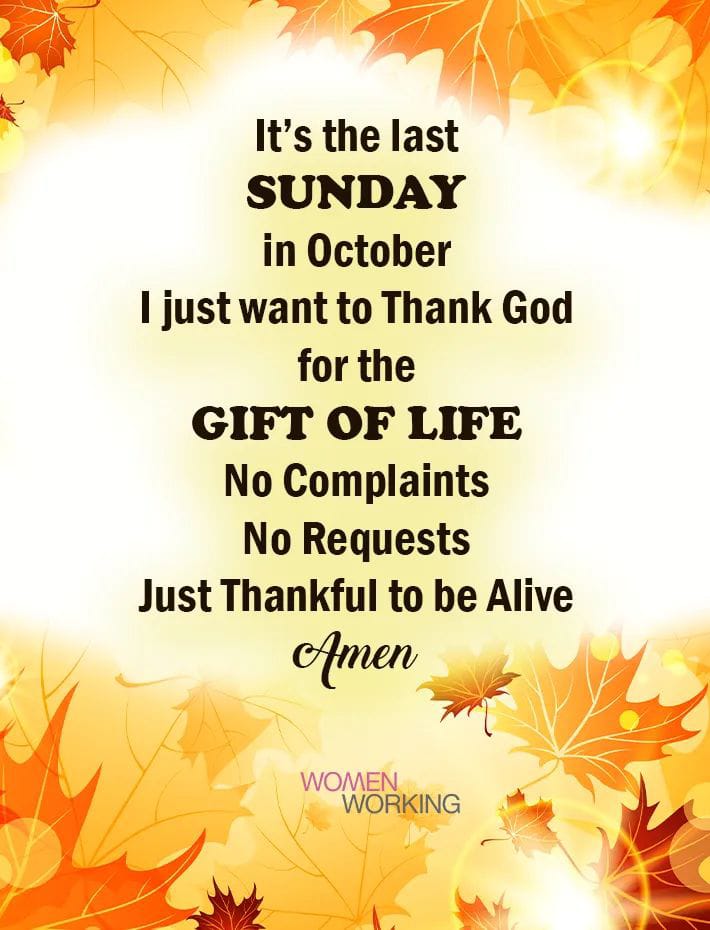 It's the last
SUNDAY
in October
I just want to Thank God
for the
GIFT OF LIFE
No Complaints
No Requests
Just Thankful to be Alive
Amen
WOMEN
WORKING